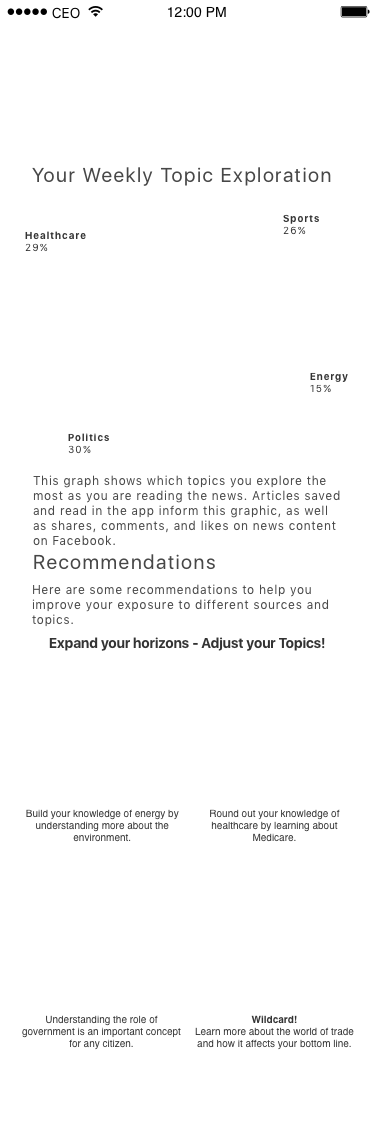 CEO 12:00 PM
Your Weekly Topic Exploration
Sports
26%
Healthcare
29%
Energy
15%
Politics
30%
This graph shows which topics you explore the
most as you are reading the news. Articles saved
and read in the app inform this graphic, as well
as shares, comments, and likes on news content
on Facebook.
Recommendations
Here are some recommendations to help you
improve your exposure to different sources and
topics.
Expand your horizons - Adjust your Topics!
Build your knowledge of energy by
understanding more about the
environment.
Round out your knowledge of
healthcare by learning about
Medicare.
Understanding the role of
government is an important concept
for any citizen.
Wildcard!
Learn more about the world of trade
and how it affects your bottom line.